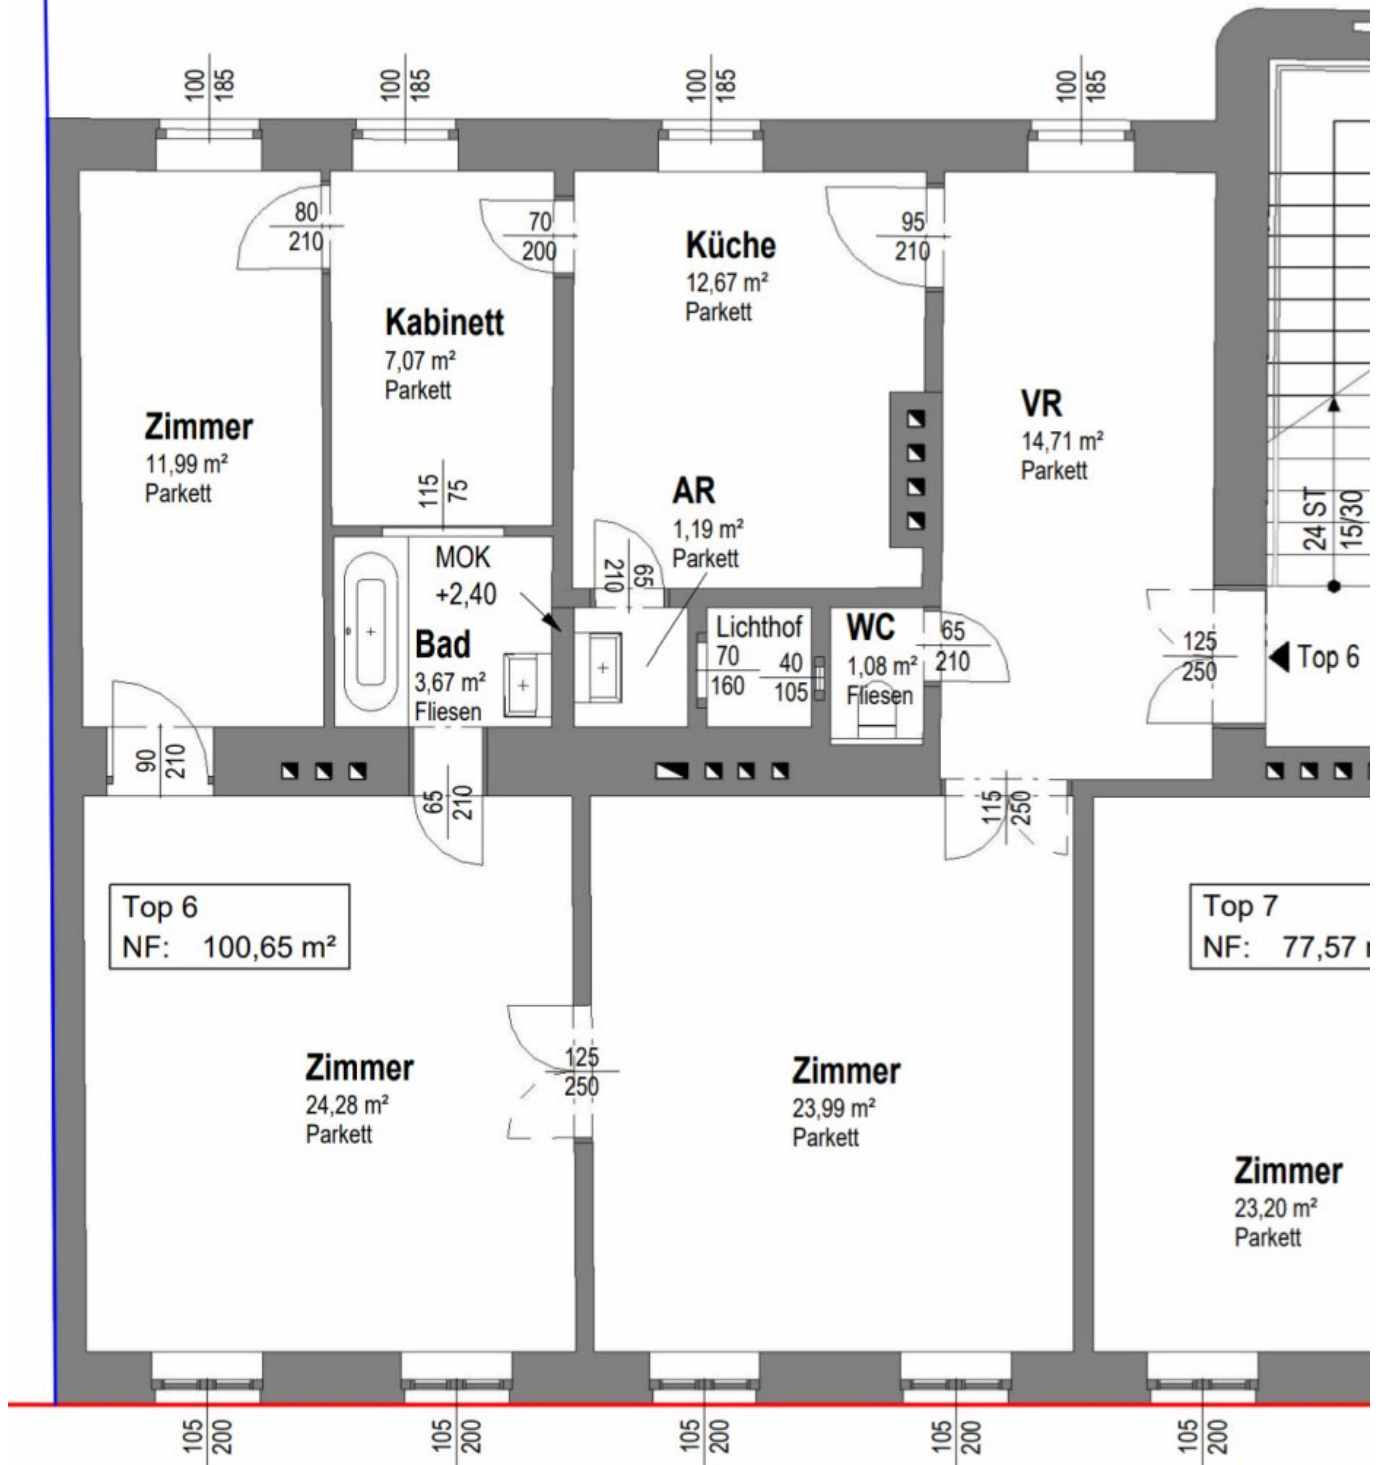 100
185
100
185
100
185
100
185
80
210
70
200
95
210
Küche
12,67 m²
Parkett
Kabinett
7,07 m²
Parkett
Zimmer
11,99 m²
Parkett
VR
14,71 m²
Parkett
115
75
AR
1,19 m²
Parkett
24 ST
15/30
MOK
+2,40
210
65
Bad
3,67 m²
Fliesen
Lichthof
70
160
40
105
WC
1,08 m²
Fliesen
65
210
125
250
Top 6
90
210
65
210
115
250
Top 6
NF: 100,65 m²
Top 7
NF: 77,57
125
250
Zimmer
24,28 m²
Parkett
Zimmer
23,99 m²
Parkett
Zimmer
23,20 m²
Parkett
105
200
105
200
105
200
105
200
105
200